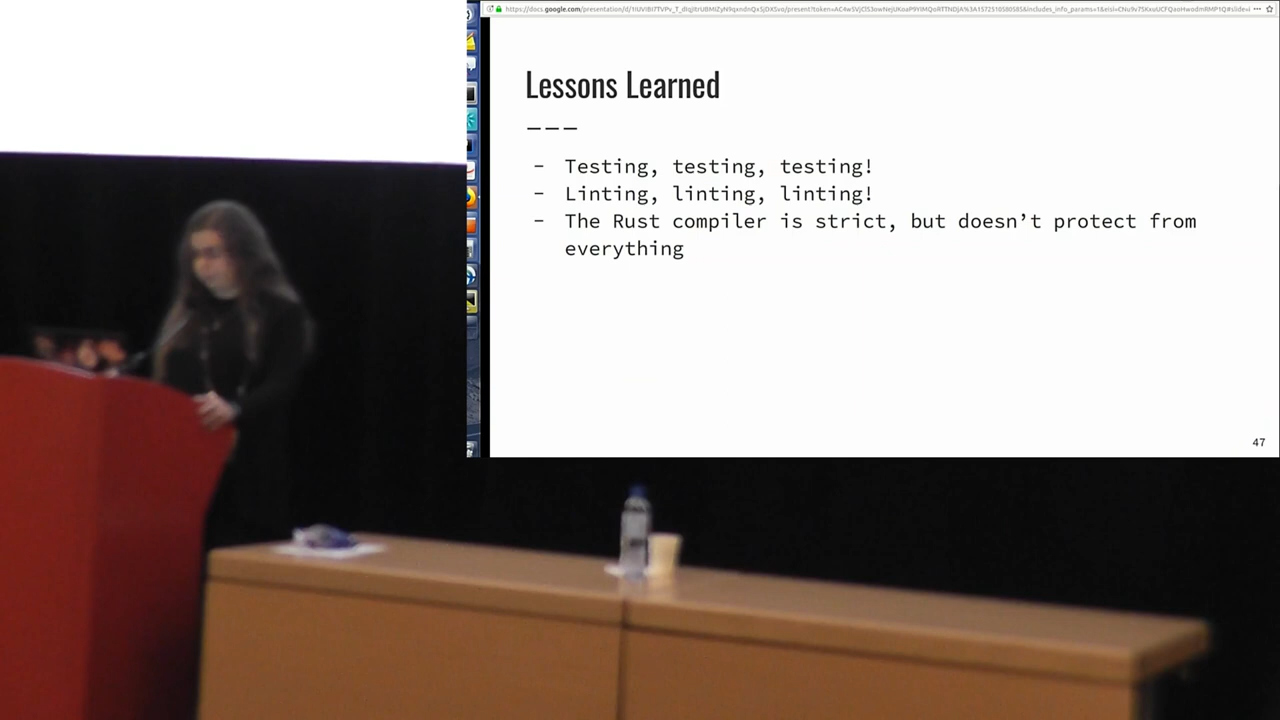 Lessons Learned
- Testing, testing, testing!
- Linting, linting, linting!
- The Rust compiler is strict, but doesn’t protect from
everything
47